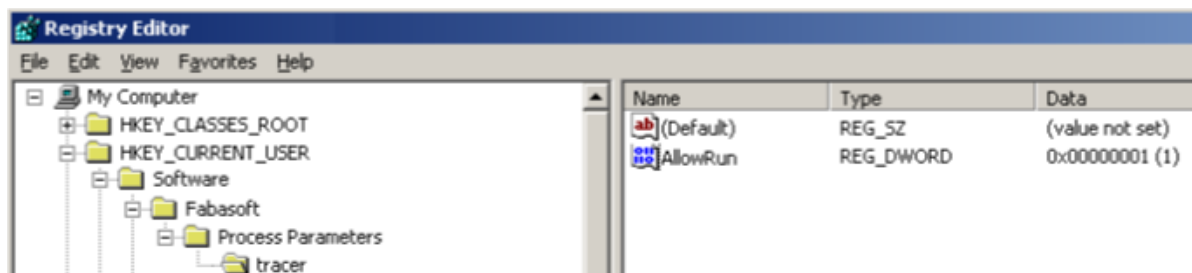 Registry Editor
File Edit View Favorites Help
My Computer
HKEY_CLASSES_ROOT
HKEY_CURRENT_USER
Software
Fabasoft
Process Parameters
tracer
Name Type Data
ab (Default) REG_SZ (value not set)
AllowRun REG_DWORD 0x00000001 (1)